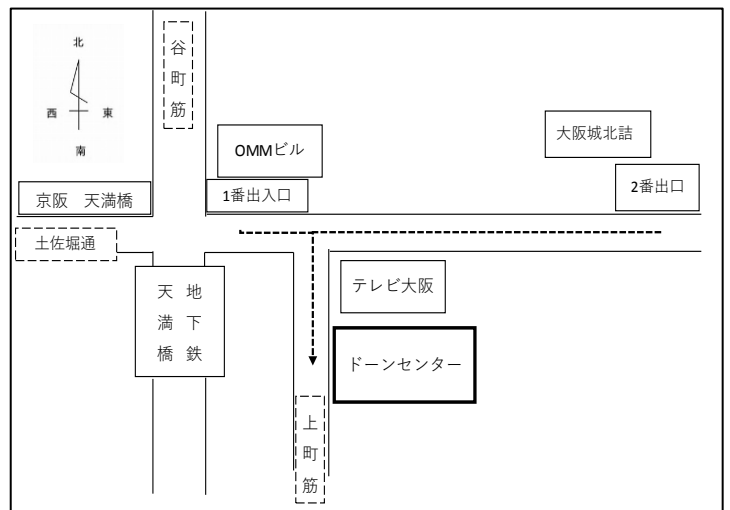 北
西
東
南
谷町筋
OMMビル
大阪城北詰
京阪 天満橋
1番出入口
2番出口
土佐堀通
テレビ大阪
地下鉄
天満橋
ドーンセンター
上町筋